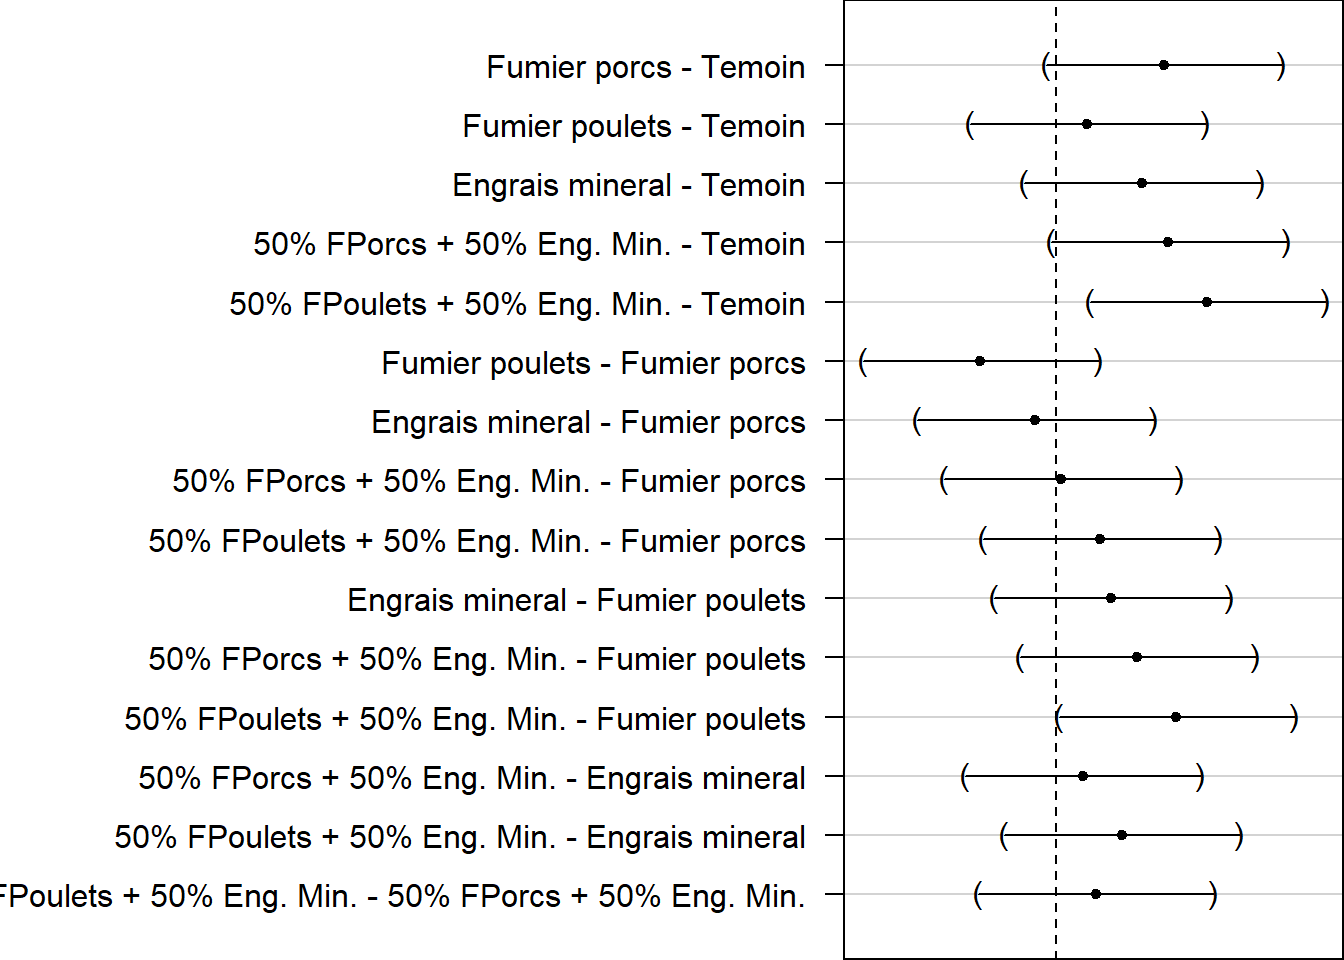 Fumier porcs - Temoin
Fumier poulets - Temoin
Engrais mineral - Temoin
50% FPorcs + 50% Eng. Min. - Temoin
50% FPoulets + 50% Eng. Min. - Temoin
Fumier poulets - Fumier porcs
Engrais mineral - Fumier porcs
50% FPorcs + 50% Eng. Min. - Fumier porcs
50% FPoulets + 50% Eng. Min. - Fumier porcs
Engrais mineral - Fumier poulets
50% FPorcs + 50% Eng. Min. - Fumier poulets
50% FPoulets + 50% Eng. Min. - Fumier poulets
50% FPorcs + 50% Eng. Min. - Engrais mineral
50% FPoulets + 50% Eng. Min. - Engrais mineral
FPoulets + 50% Eng. Min. - 50% FPorcs + 50% Eng. Min.